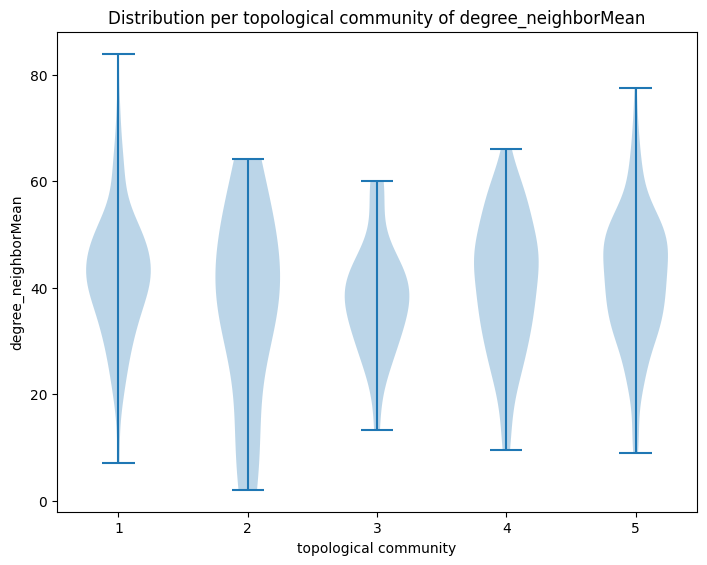 Distribution per topological community of degree_neighborMean
80
60
40
20
0
degree_neighborMean
1 2 3 4 5
topological community